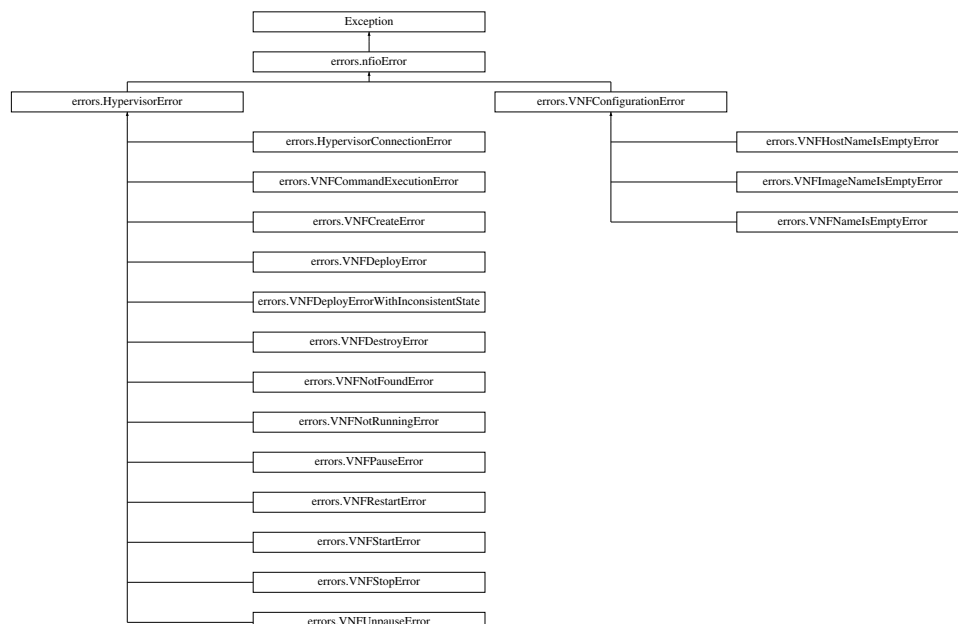 Exception
errors.nfioError
errors.HypervisorError
errors.VNFConfigurationError
errors.HypervisorConnectionError
errors.VNFHostNameIsEmptyError
errors.VNFCommandExecutionError
errors.VNFImageNameIsEmptyError
errors.VNFCreateError
errors.VNFNameIsEmptyError
errors.VNFDeployError
errors.VNFDeployErrorWithInconsistentState
errors.VNFDestroyError
errors.VNFNotFoundError
errors.VNFNotRunningError
errors.VNFPauseError
errors.VNFRestartError
errors.VNFStartError
errors.VNFStopError
errors.VNFUnpauseError